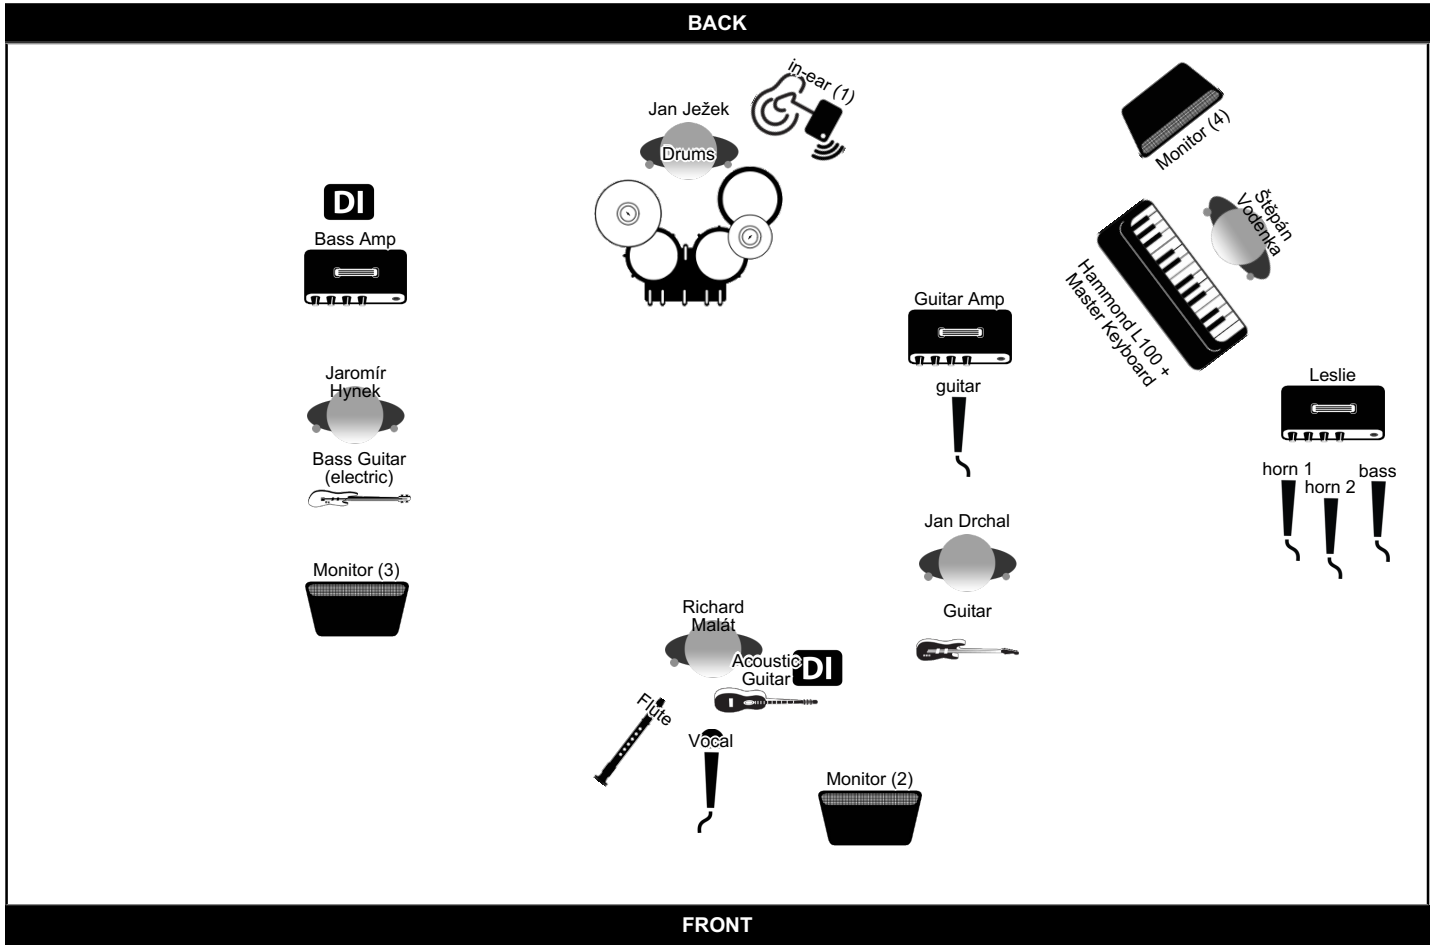 BACK
in-ear (1)
Jan Ježek
Drums
Monitor (4)
DI
Bass Amp
Štěpán
Vodenka
Hammond L100 +
Master Keyboard
Guitar Amp
guitar
Jaromír
Hynek
Leslie
Bass Guitar
(electric)
horn 1
horn 2
bass
Jan Drchal
Monitor (3)
Guitar
Richard
Malát
Acoustic
Guitar
DI
Flute
Vocal
Monitor (2)
FRONT